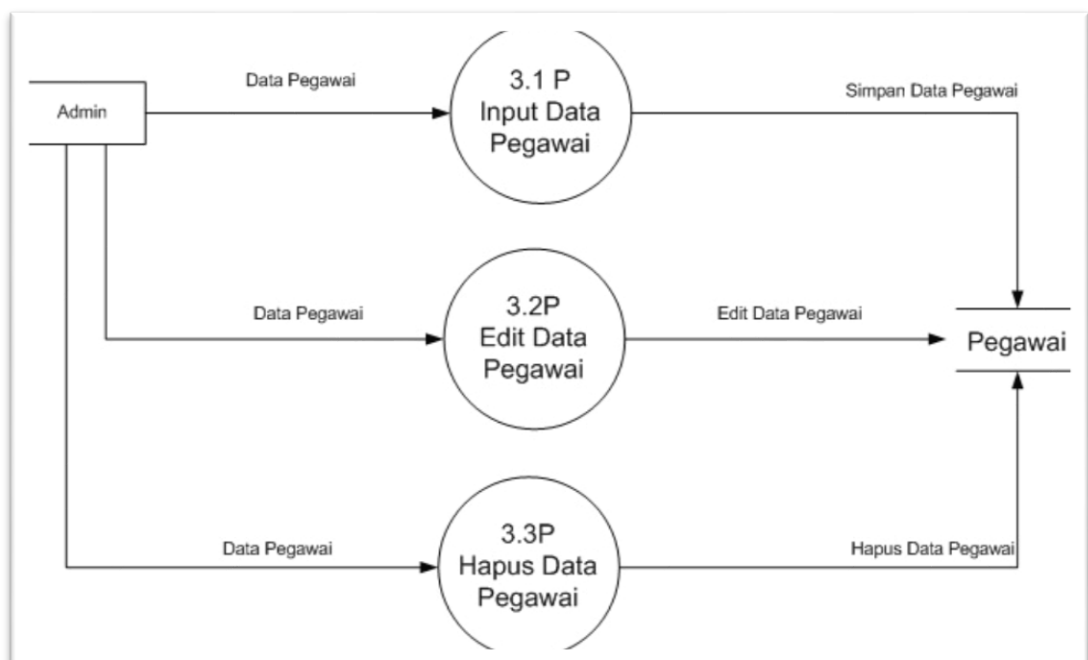 Data Pegawai
3.1 P
Input Data
Pegawai
Simpan Data Pegawai
Admin
Data Pegawai
3.2P
Edit Data
Pegawai
Edit Data Pegawai
Pegawai
Data Pegawai
3.3P
Hapus Data
Pegawai
Hapus Data Pegawai